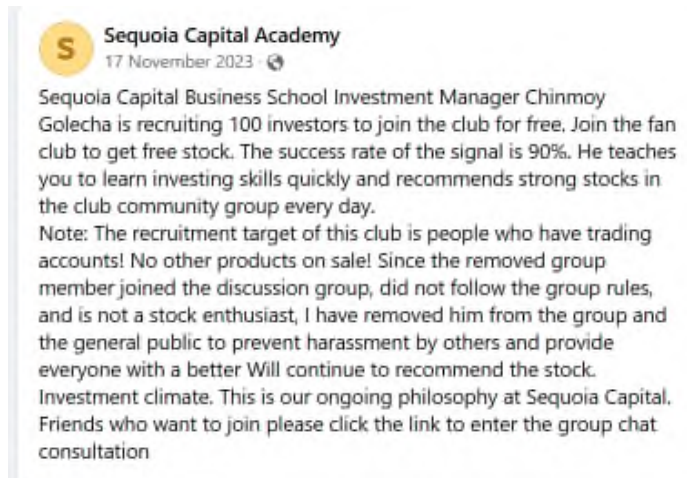 S
Sequoia Capital Academy
17 November 2023 ·
Sequoia Capital Business School Investment Manager Chinmoy
Golecha is recruiting 100 investors to join the club for free. Join the fan
club to get free stock. The success rate of the signal is 90%. He teaches
you to learn investing skills quickly and recommends strong stocks in
the club community group every day.
Note: The recruitment target of this club is people who have trading
accounts! No other products on sale! Since the removed group
member joined the discussion group, did not follow the group rules,
and is not a stock enthusiast, I have removed him from the group and
the general public to prevent harassment by others and provide
everyone with a better Will continue to recommend the stock.
Investment climate. This is our ongoing philosophy at Sequoia Capital.
Friends who want to join please click the link to enter the group chat
consultation